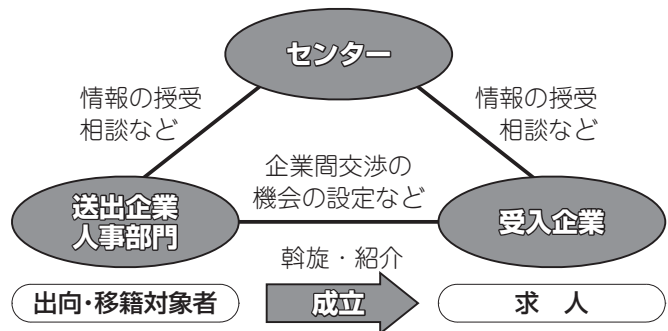 センター
情報の授受
相談など
情報の授受
相談など
企業間交渉の
機会の設定など
送出企業
人事部門
受入企業
斡旋・紹介
出向・移籍対象者
成立
求　人